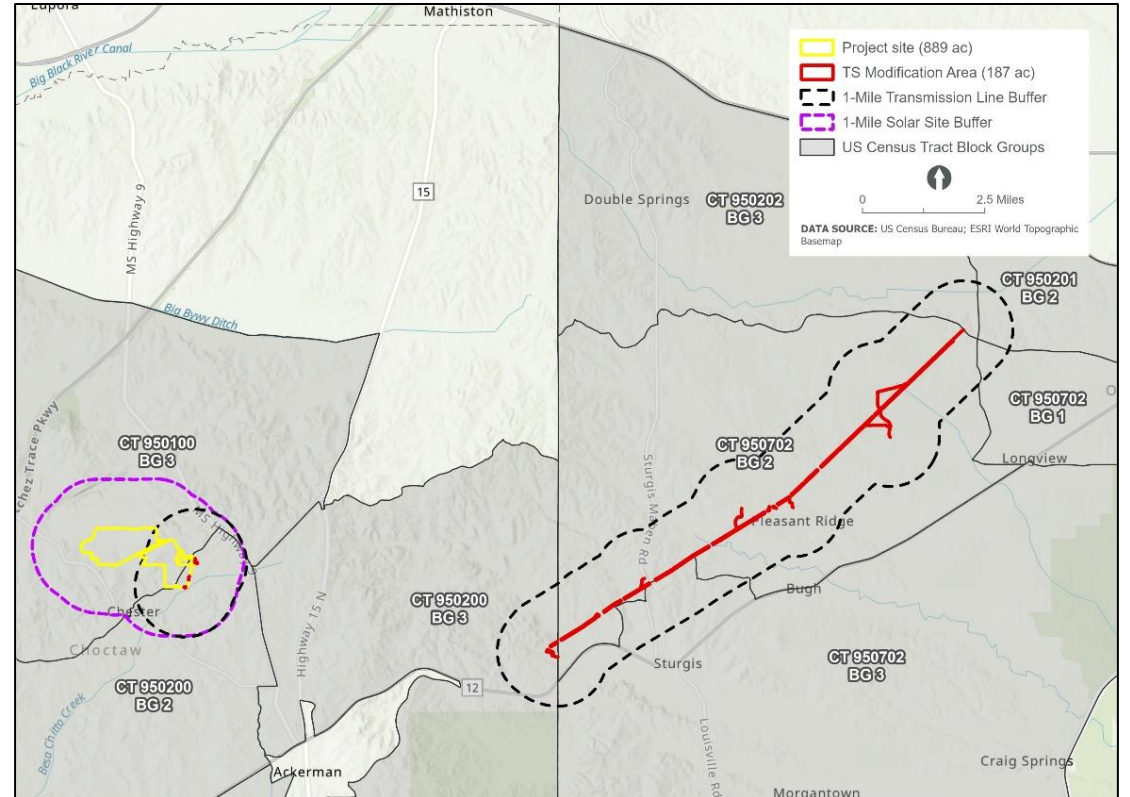 Eupora
Mathiston
Big Black River Canal
MS Highway 9
15
Double Springs
CT 950202
BG 3
Project site (889 ac)
TS Modification Area (187 ac)
1-Mile Transmission Line Buffer
1-Mile Solar Site Buffer
US Census Tract Block Groups
0
2.5 Miles
DATA SOURCE: US Census Bureau; ESRI World Topographic
Basemap
CT 950201
BG 2
Big Bywy Ditch
chez Trace Pkwy
CT 950100
BG 3
MS Highway 9
CT 950702
BG 1
Longview
O
CT 950702
BG 2
Sturgis Maben Rd
Pleasant Ridge
Chester
Choctaw
Highway 15 N
CT 950200
BG 3
Bugh
Sturgis
12
CT 950702
BG 3
CT 950200
BG 2
Besa Chitto Creek
Ackerman
Louisville Rd
Craig Springs
Morgantown